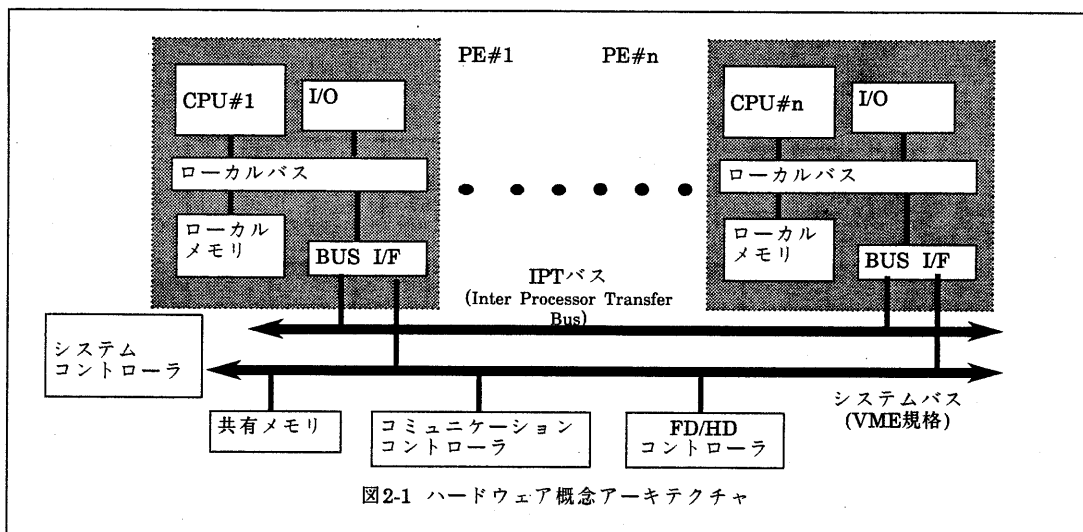 PE#1
PE#n
CPU#1
I/O
ローカルバス
ローカル
メモリ
BUS I/F
CPU#n
I/O
ローカルバス
ローカル
メモリ
BUS I/F
IPTバス
(Inter Processor Transfer
Bus)
システム
コントローラ
システムバス
(VME規格)
共有メモリ
コミュニケーション
コントローラ
FD/HD
コントローラ
図2-1 ハードウェア概念アーキテクチャ